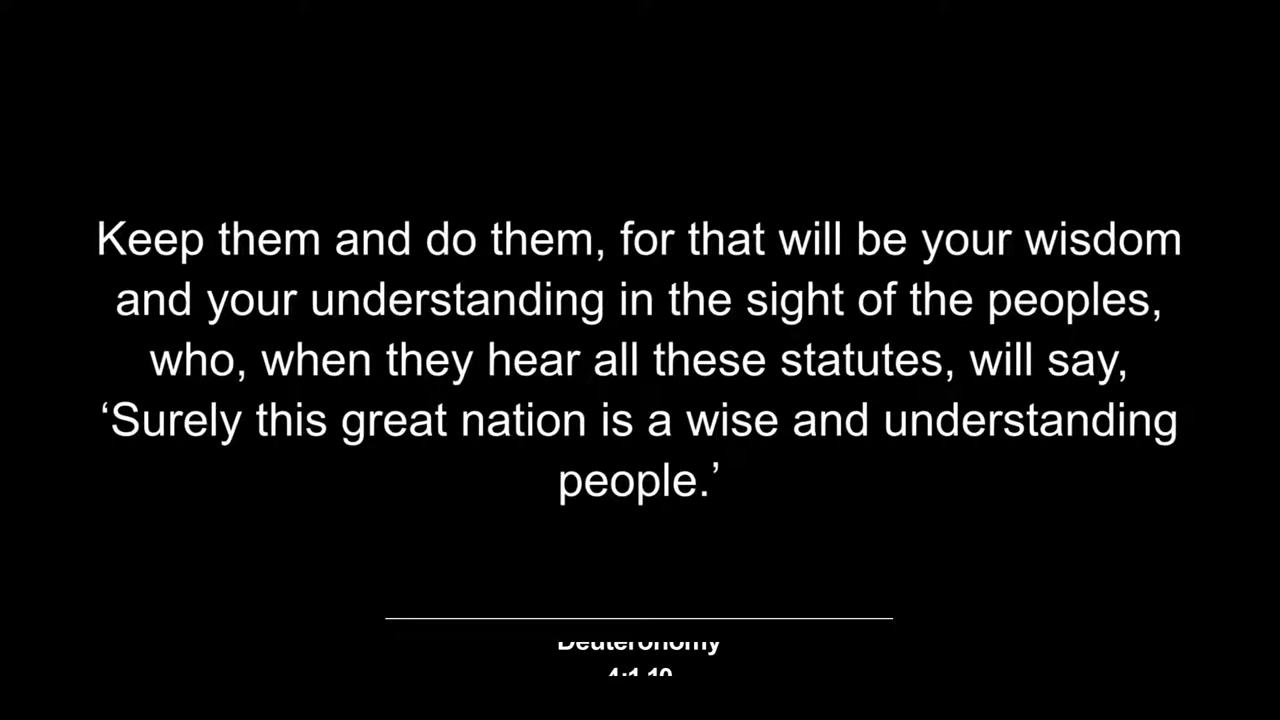 Keep them and do them, for that will be your wisdom
and your understanding in the sight of the peoples,
who, when they hear all these statutes, will say,
‘Surely this great nation is a wise and understanding
people.’
Deuteronomy
4:1-10